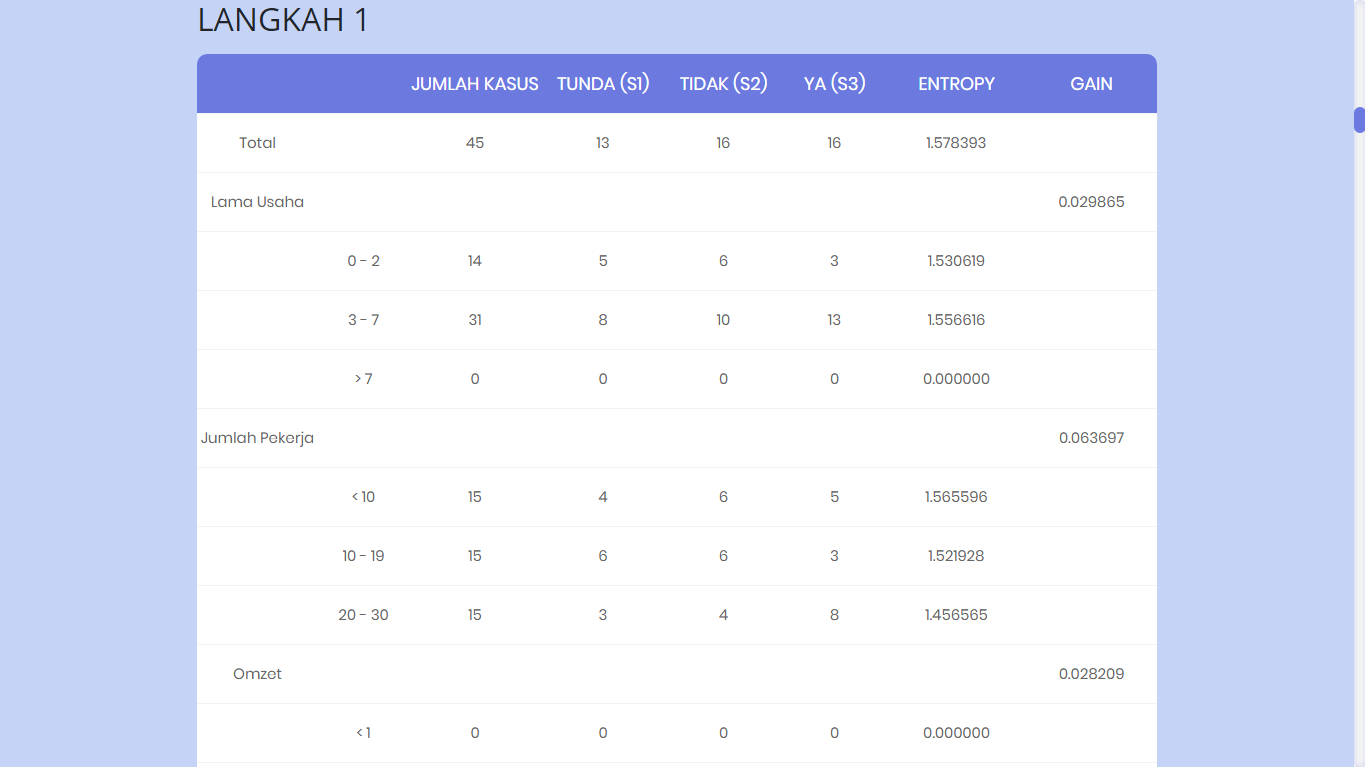 LANGKAH 1
JUMLAH KASUS TUNDA (S1) TIDAK (S2) YA (S3) ENTROPY GAIN
Total 45 13 16 16 1.578393
Lama Usaha 0.029865
0 - 2 14 5 6 3 1.530619
3 - 7 31 8 10 13 1.556616
> 7 0 0 0 0 0.000000
Jumlah Pekerja 0.063697
< 10 15 4 6 5 1.565596
10 - 19 15 6 6 3 1.521928
20 - 30 15 3 4 8 1.456565
Omzet 0.028209
< 1 0 0 0 0 0.000000